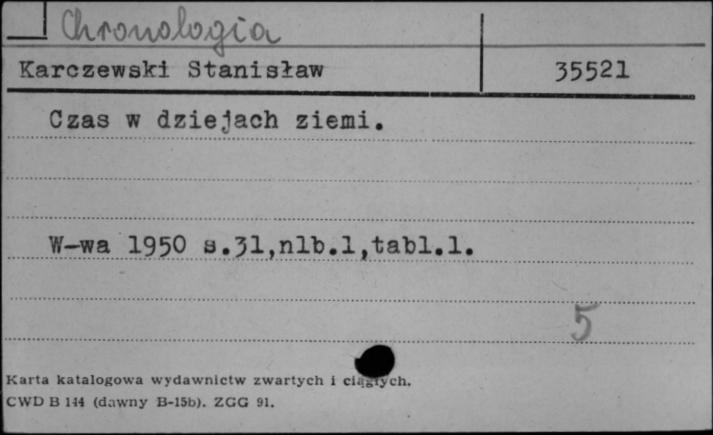 Chronologia
Karczewski Stanisław 35521
Czas w dziejach ziemi.
W-wa 1950 s.31,nlb.1,tabl.1.
5
Karta katalogowa wydawnictw zwartych i ciągłych.
CWD B 144 (dawny B-15b). ZGG 91.